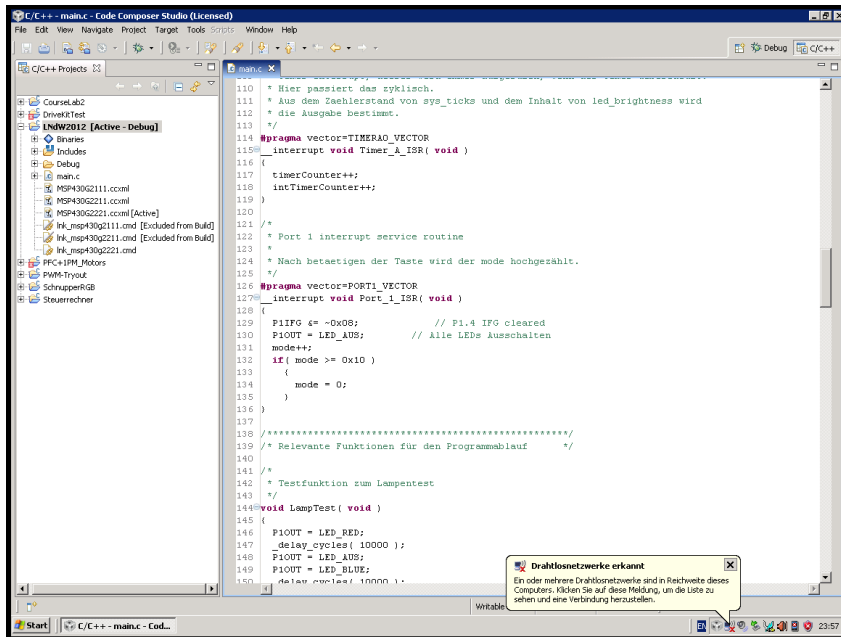 C/C++ - main.c - Code Composer Studio (Licensed)
File Edit View Navigate Project Target Tools Scripts Window Help
Debug C/C++
C/C++ Projects
main.c
CourseLab2
DriveKitTest
LNdW2012 [Active - Debug]
Binaries
Includes
Debug
main.c
MSP430G2111.ccxml
MSP430G2211.ccxml
MSP430G2221.ccxml [Active]
lnk_msp430g2111.cmd [Excluded from Build]
lnk_msp430g2211.cmd [Excluded from Build]
lnk_msp430g2221.cmd
PFC+1PM_Motors
PWM-Tryout
SchnupperRGB
Steuerrechner
110 * Hier passiert das zyklisch.
111 * Aus dem Zaehlerstand von sys_ticks und dem Inhalt von led_brightness wird
112 * die Ausgabe bestimmt.
113 */
114 #pragma vector=TIMERA0_VECTOR
115 __interrupt void Timer_A_ISR( void )
116 {
117 timerCounter++;
118 intTimerCounter++;
119 }
120
121 /*
122 * Port 1 interrupt service routine
123 *
124 * Nach betaetigen der Taste wird der mode hochgezählt.
125 */
126 #pragma vector=PORT1_VECTOR
127 __interrupt void Port_1_ISR( void )
128 {
129 P1IFG &= ~0x08; // P1.4 IFG cleared
130 P1OUT = LED_AUS; // Alle LEDs Ausschalten
131 mode++;
132 if( mode >= 0x10 )
133 {
134 mode = 0;
135 }
136 }
137
138 /****************************************************/
139 /* Relevante Funktionen für den Programmablauf */
140
141 /*
142 * Testfunktion zum Lampentest
143 */
144 void LampTest( void )
145 {
146 P1OUT = LED_RED;
147 _delay_cycles( 10000 );
148 P1OUT = LED_AUS;
149 P1OUT = LED_BLUE;
150 _delay_cycles( 10000 );
Drahtlosnetzwerke erkannt
Ein oder mehrere Drahtlosnetzwerke sind in Reichweite dieses
Computers. Klicken Sie auf diese Meldung, um die Liste zu
sehen und eine Verbindung herzustellen.
Writable
Start
C/C++ - main.c - Cod...
EN
23:57